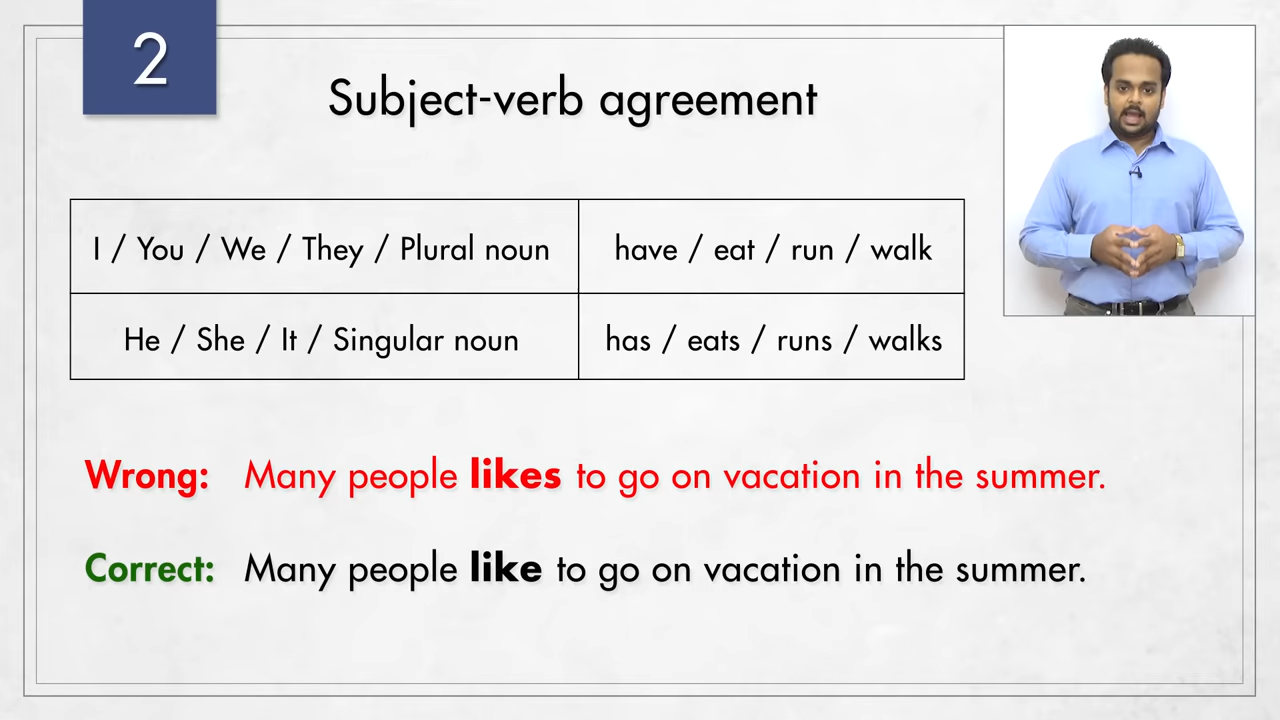 2
Subject-verb agreement
I / You / We / They / Plural noun
have / eat / run / walk
He / She / It / Singular noun
has / eats / runs / walks
Wrong: Many people likes to go on vacation in the summer.
Correct: Many people like to go on vacation in the summer.